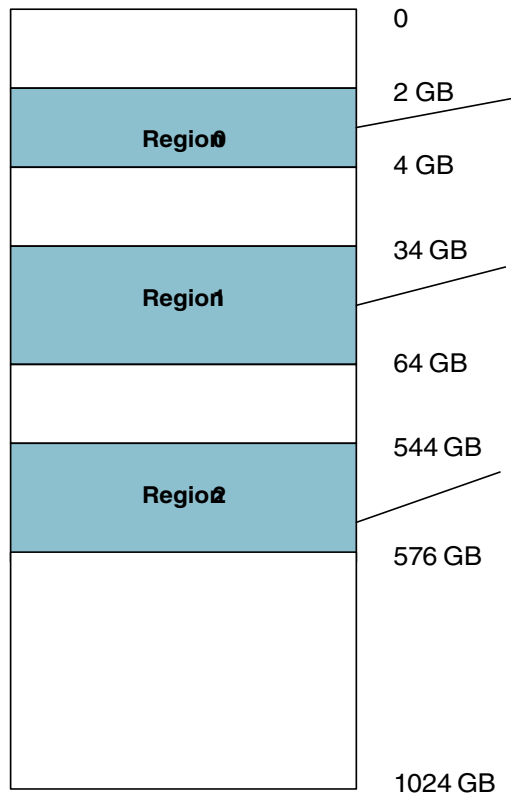 0
2 GB
Region 0
4 GB
34 GB
Region 1
64 GB
544 GB
Region 2
576 GB
1024 GB